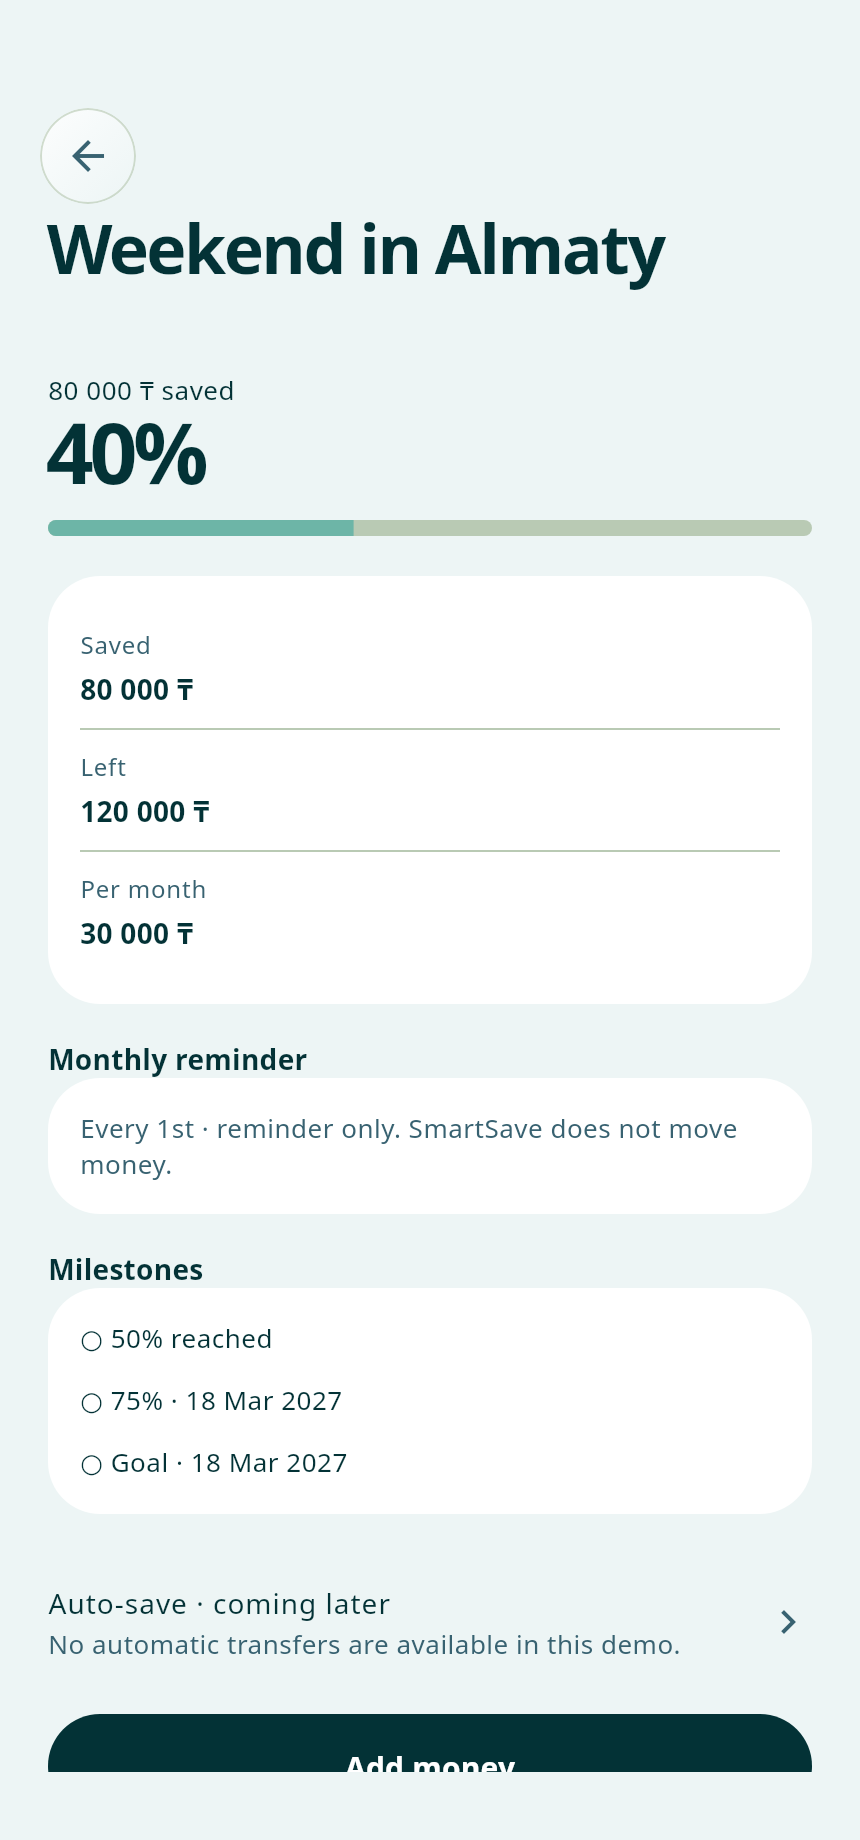 Weekend in Almaty
80 000 ₸ saved
40%
Saved
80 000 ₸
Left
120 000 ₸
Per month
30 000 ₸
Monthly reminder
Every 1st · reminder only. SmartSave does not move
money.
Milestones
○ 50% reached
○ 75% · 18 Mar 2027
○ Goal · 18 Mar 2027
Auto-save · coming later
No automatic transfers are available in this demo.
Add money